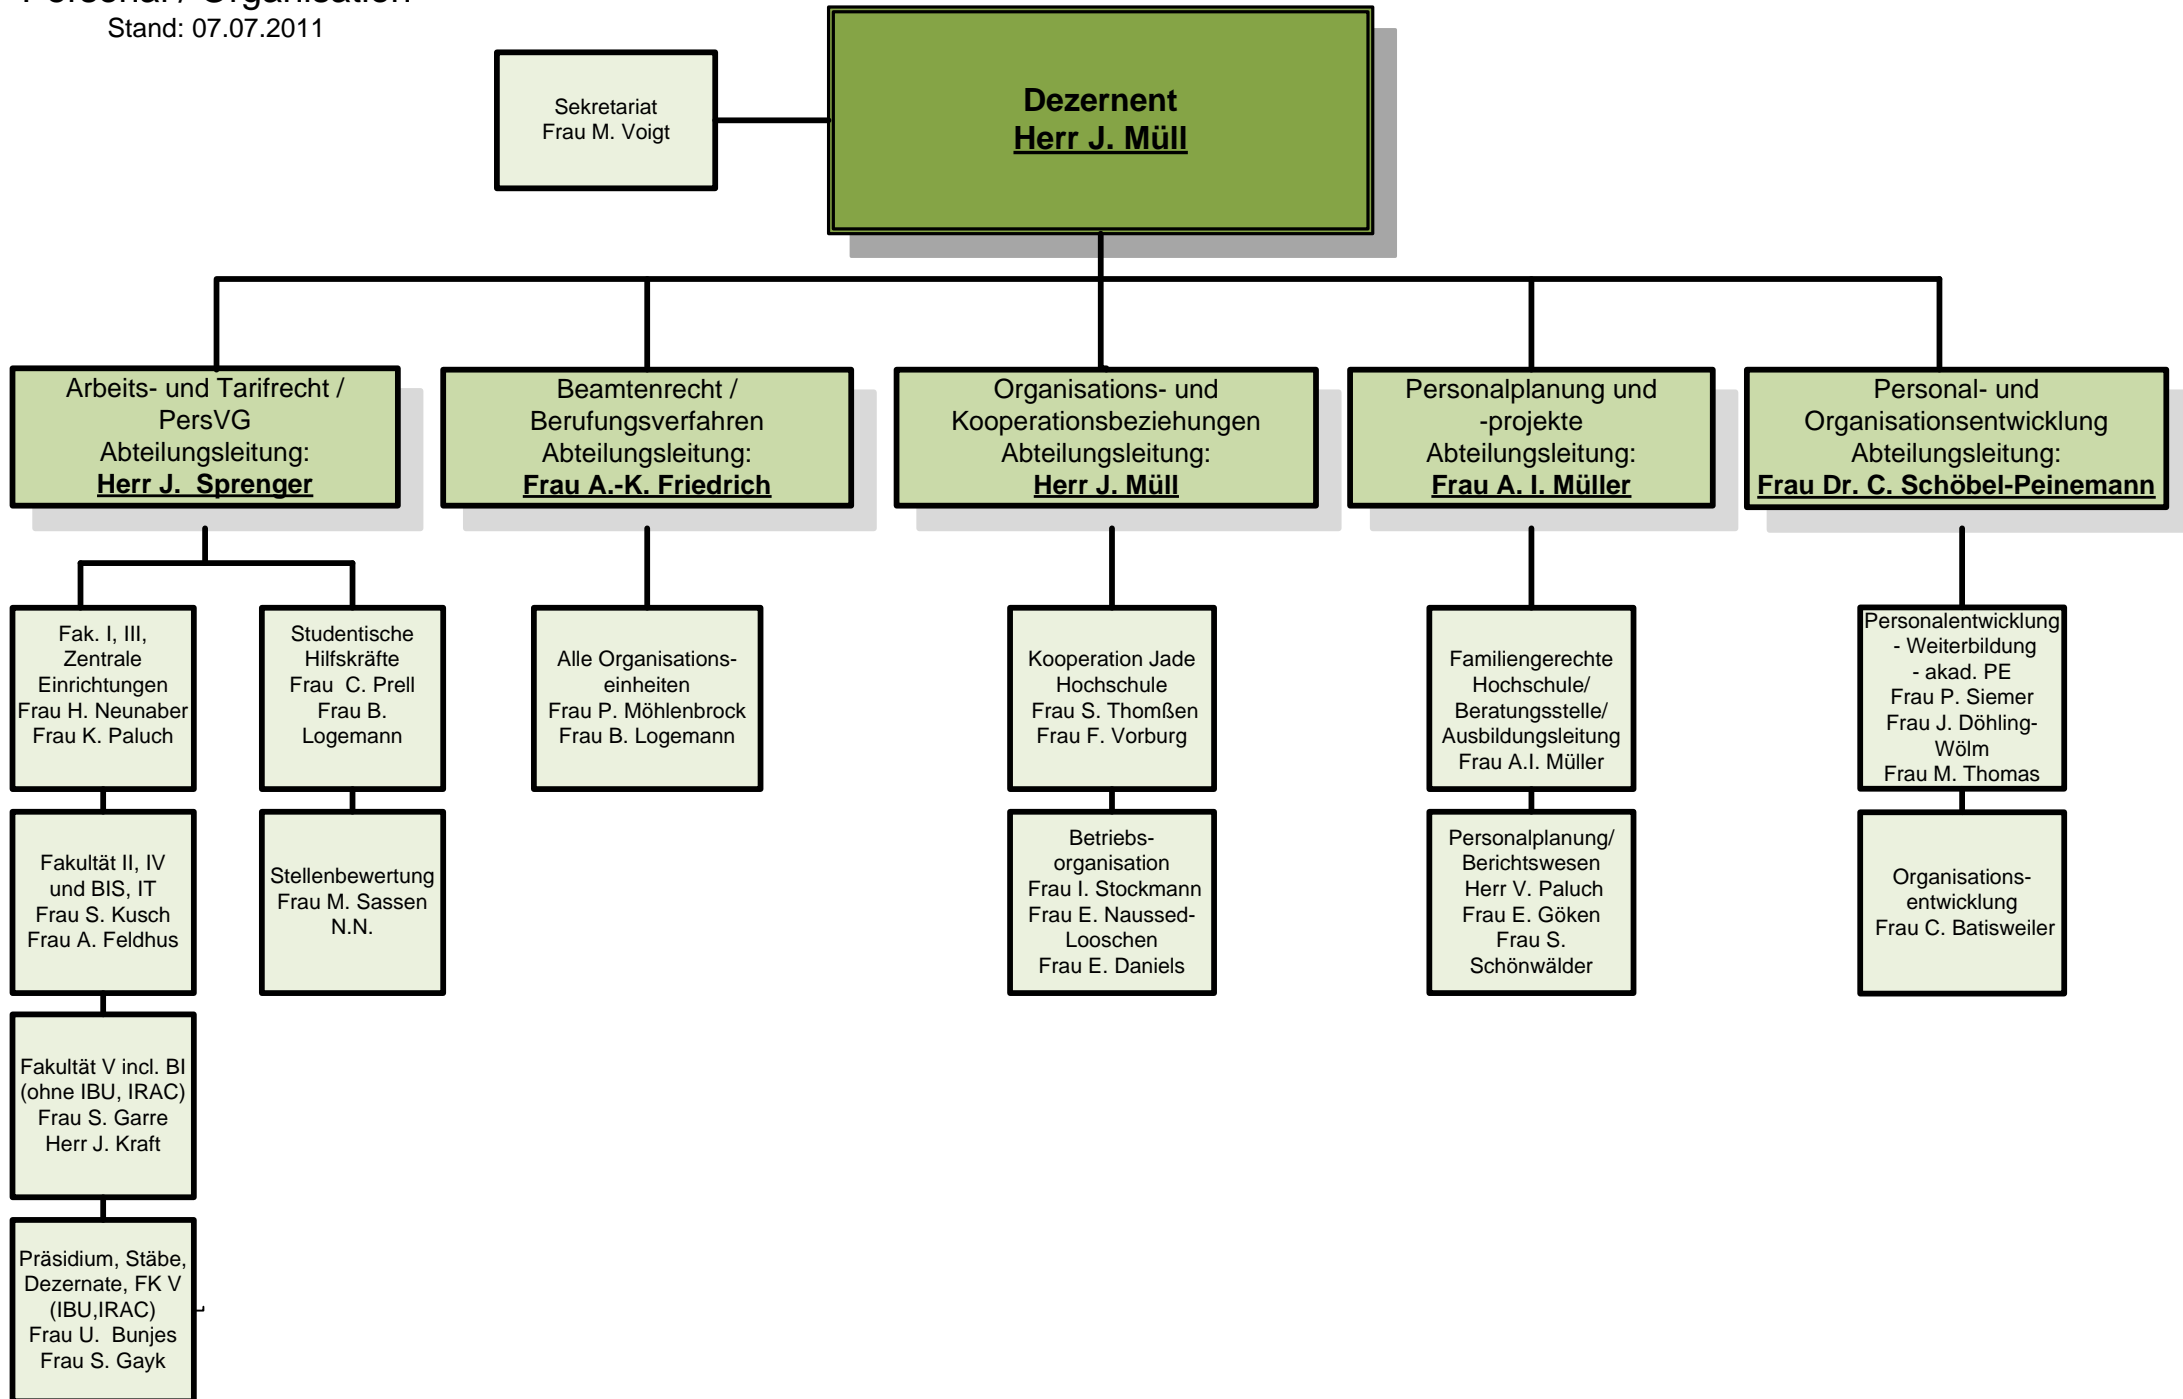 Personal / Organisation
Stand: 07.07.2011
Sekretariat
Frau M. Voigt
Dezernent
Herr J. Müll
Arbeits- und Tarifrecht /
PersVG
Abteilungsleitung:
Herr J. Sprenger
Beamtenrecht /
Berufungsverfahren
Abteilungsleitung:
Frau A.-K. Friedrich
Organisations- und
Kooperationsbeziehungen
Abteilungsleitung:
Herr J. Müll
Personalplanung und
-projekte
Abteilungsleitung:
Frau A. I. Müller
Personal- und
Organisationsentwicklung
Abteilungsleitung:
Frau Dr. C. Schöbel-Peinemann
Fak. I, III,
Zentrale
Einrichtungen
Frau H. Neunaber
Frau K. Paluch
Studentische
Hilfskräfte
Frau C. Prell
Frau B.
Logemann
Alle Organisations-
einheiten
Frau P. Möhlenbrock
Frau B. Logemann
Kooperation Jade
Hochschule
Frau S. Thomßen
Frau F. Vorburg
Familiengerechte
Hochschule/
Beratungsstelle/
Ausbildungsleitung
Frau A.I. Müller
Personalentwicklung
- Weiterbildung
- akad. PE
Frau P. Siemer
Frau J. Döhling-
Wölm
Frau M. Thomas
Fakultät II, IV
und BIS, IT
Frau S. Kusch
Frau A. Feldhus
Stellenbewertung
Frau M. Sassen
N.N.
Betriebs-
organisation
Frau I. Stockmann
Frau E. Naussed-
Looschen
Frau E. Daniels
Personalplanung/
Berichtswesen
Herr V. Paluch
Frau E. Göken
Frau S.
Schönwälder
Organisations-
entwicklung
Frau C. Batisweiler
Fakultät V incl. BI
(ohne IBU, IRAC)
Frau S. Garre
Herr J. Kraft
Präsidium, Stäbe,
Dezernate, FK V
(IBU,IRAC)
Frau U. Bunjes
Frau S. Gayk